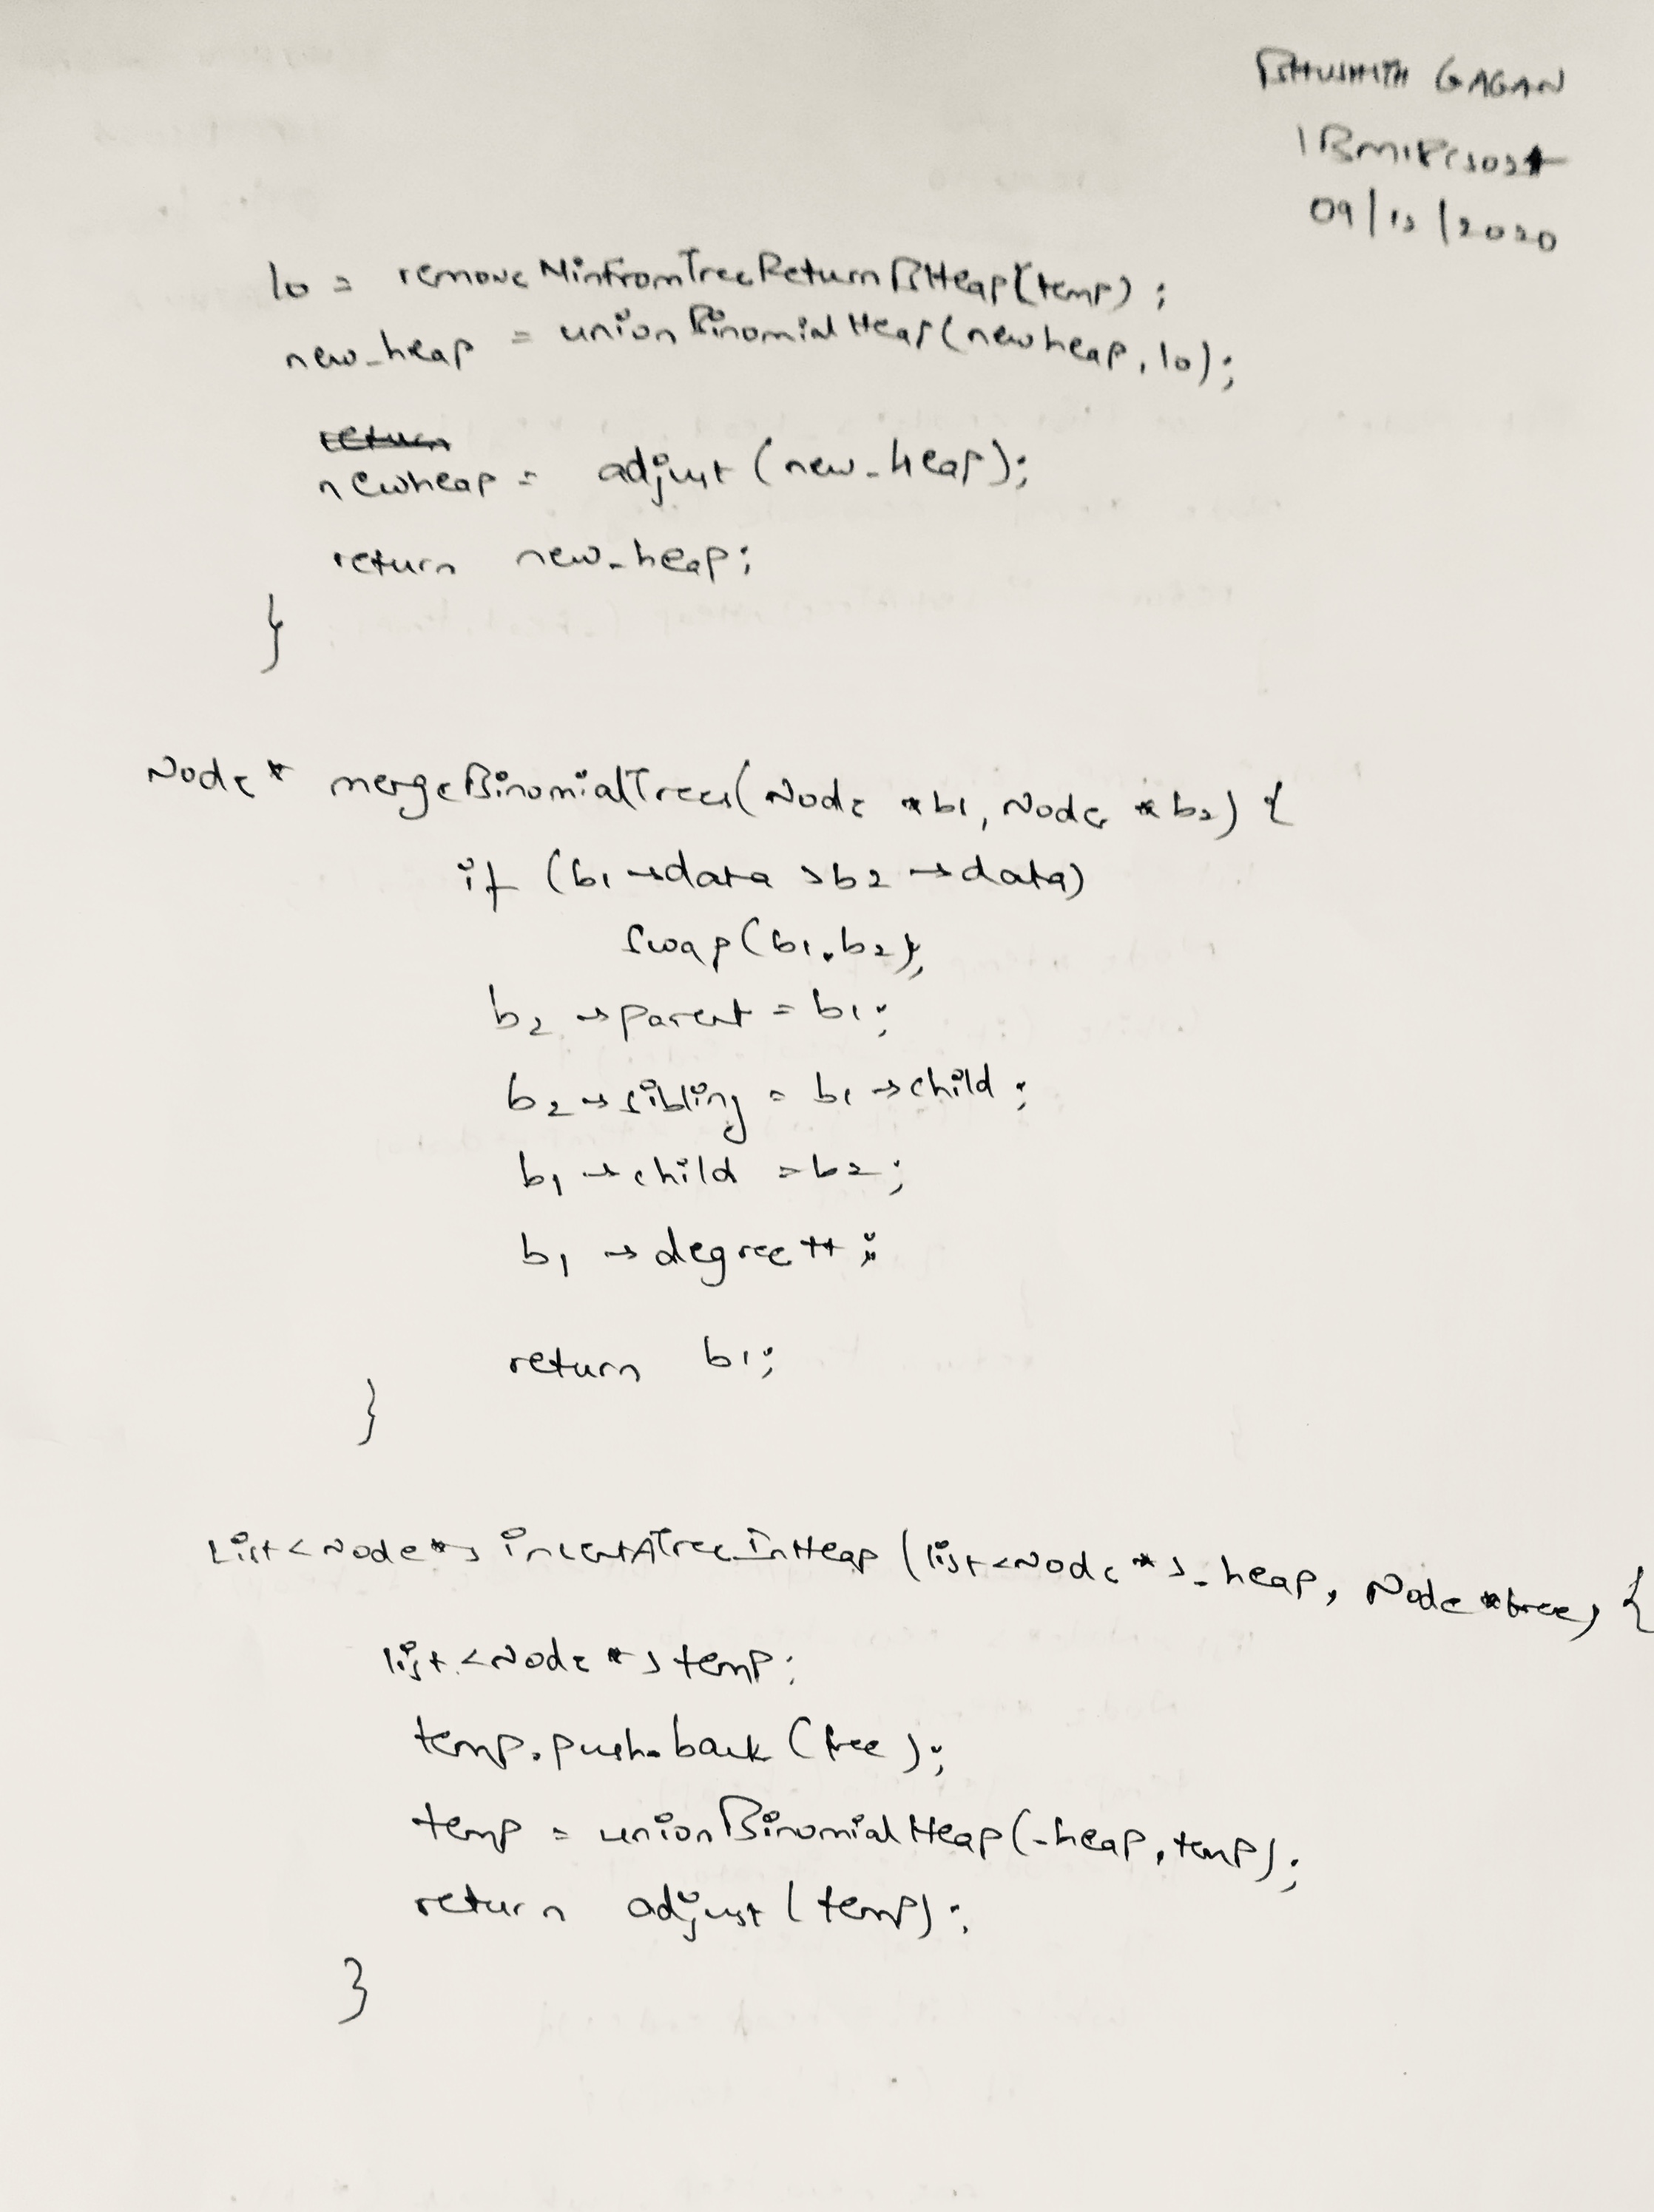 GAGAN
09/12/2020
lo = removeMinFromTreeReturnBHeap(temp);
new_heap = unionBinomialHeap(newheap, lo);
return
newheap = adjust (new_heap);
return new_heap;
}
Node* mergeBinomialTrees(Node *b1, Node *b2) {
if (b1→data >b2→data)
swap(b1,b2);
b2→parent = b1;
b2→sibling = b1→child;
b1→child = b2;
b1→degree++;
return b1;
}
List<Node*> insertATreeInHeap (list<Node*>_heap, Node *tree) {
list<Node*> temp;
temp.push_back (tree);
temp = unionBinomialHeap(_heap, temp);
return adjust (temp);
}